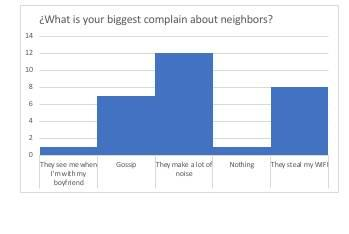 ¿What is your biggest complain about neighbors?
14
12
10
8
6
4
2
0
They see me when
I'm with my
boyfriend
Gossip
They make a lot of
noise
Nothing
They steal my WIFI